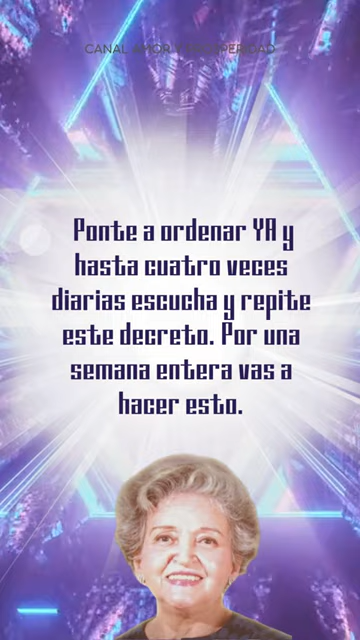 CANAL AMOR Y PROSPERIDAD
Ponte a ordenar YA y
hasta cuatro veces
diarias escucha y repite
este decreto. Por una
semana entera vas a
hacer esto.